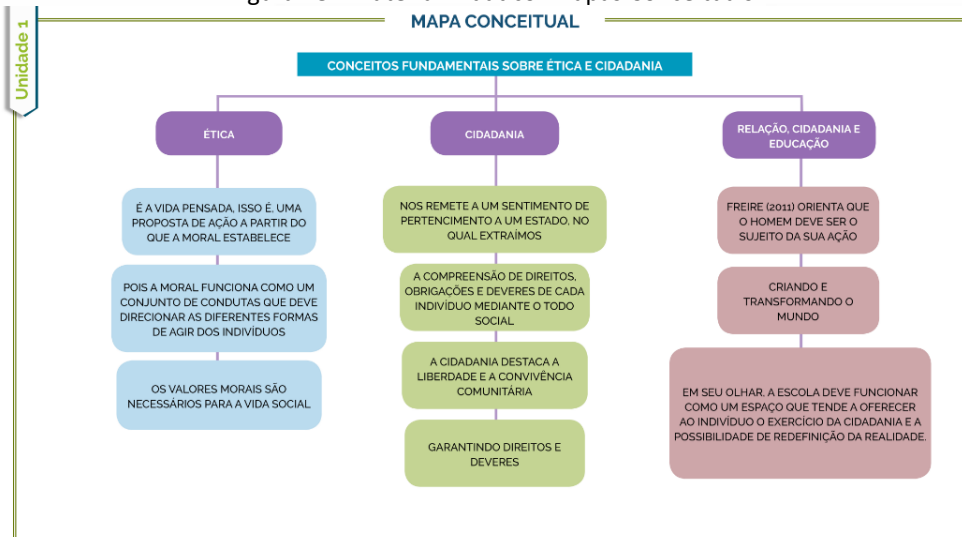 MAPA CONCEITUAL
Unidade 1
CONCEITOS FUNDAMENTAIS SOBRE ÉTICA E CIDADANIA
ÉTICA
É A VIDA PENSADA, ISSO É, UMA
PROPOSTA DE AÇÃO A PARTIR DO
QUE A MORAL ESTABELECE
POIS A MORAL FUNCIONA COMO UM
CONJUNTO DE CONDUTAS QUE DEVE
DIRECIONAR AS DIFERENTES FORMAS
DE AGIR DOS INDIVÍDUOS
OS VALORES MORAIS SÃO
NECESSÁRIOS PARA A VIDA SOCIAL
CIDADANIA
NOS REMETE A UM SENTIMENTO DE
PERTENCIMENTO A UM ESTADO, NO
QUAL EXTRAÍMOS
A COMPREENSÃO DE DIREITOS,
OBRIGAÇÕES E DEVERES DE CADA
INDIVÍDUO MEDIANTE O TODO
SOCIAL
A CIDADANIA DESTACA A
LIBERDADE E A CONVIVÊNCIA
COMUNITÁRIA
GARANTINDO DIREITOS E
DEVERES
RELAÇÃO, CIDADANIA E
EDUCAÇÃO
FREIRE (2011) ORIENTA QUE
O HOMEM DEVE SER O
SUJEITO DA SUA AÇÃO
CRIANDO E
TRANSFORMANDO O
MUNDO
EM SEU OLHAR, A ESCOLA DEVE FUNCIONAR
COMO UM ESPAÇO QUE TENDE A OFERECER
AO INDIVÍDUO O EXERCÍCIO DA CIDADANIA E A
POSSIBILIDADE DE REDEFINIÇÃO DA REALIDADE.